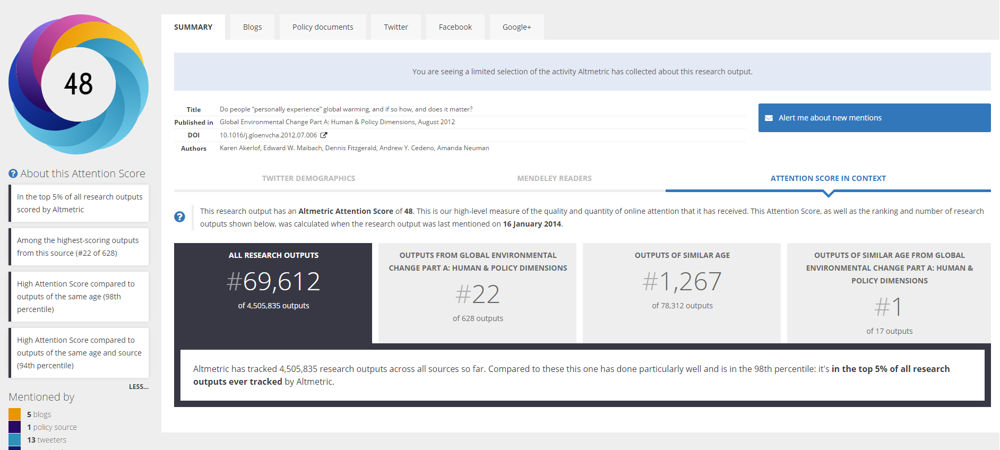 48
About this Attention Score
In the top 5% of all research outputs
scored by Altmetric
Among the highest-scoring outputs
from this source (#22 of 628)
High Attention Score compared to
outputs of the same age (98th
percentile)
High Attention Score compared to
outputs of the same age and source
(94th percentile)
LESS...
Mentioned by
5 blogs
1 policy source
13 tweeters
SUMMARY
Blogs
Policy documents
Twitter
Facebook
Google+
You are seeing a limited selection of the activity Altmetric has collected about this research output.
Title Do people “personally experience” global warming, and if so how, and does it matter?
Published in Global Environmental Change Part A: Human & Policy Dimensions, August 2012
DOI 10.1016/j.gloenvcha.2012.07.006
Authors Karen Akerlof, Edward W. Maibach, Dennis Fitzgerald, Andrew Y. Cedeno, Amanda Neuman
Alert me about new mentions
TWITTER DEMOGRAPHICS
MENDELEY READERS
ATTENTION SCORE IN CONTEXT
This research output has an Altmetric Attention Score of 48. This is our high-level measure of the quality and quantity of online attention that it has received. This Attention Score, as well as the ranking and number of research
outputs shown below, was calculated when the research output was last mentioned on 16 January 2014.
ALL RESEARCH OUTPUTS
#69,612
of 4,505,835 outputs
OUTPUTS FROM GLOBAL ENVIRONMENTAL
CHANGE PART A: HUMAN & POLICY DIMENSIONS
#22
of 628 outputs
OUTPUTS OF SIMILAR AGE
#1,267
of 78,312 outputs
OUTPUTS OF SIMILAR AGE FROM GLOBAL
ENVIRONMENTAL CHANGE PART A: HUMAN &
POLICY DIMENSIONS
#1
of 17 outputs
Altmetric has tracked 4,505,835 research outputs across all sources so far. Compared to these this one has done particularly well and is in the 98th percentile: it's in the top 5% of all research
outputs ever tracked by Altmetric.